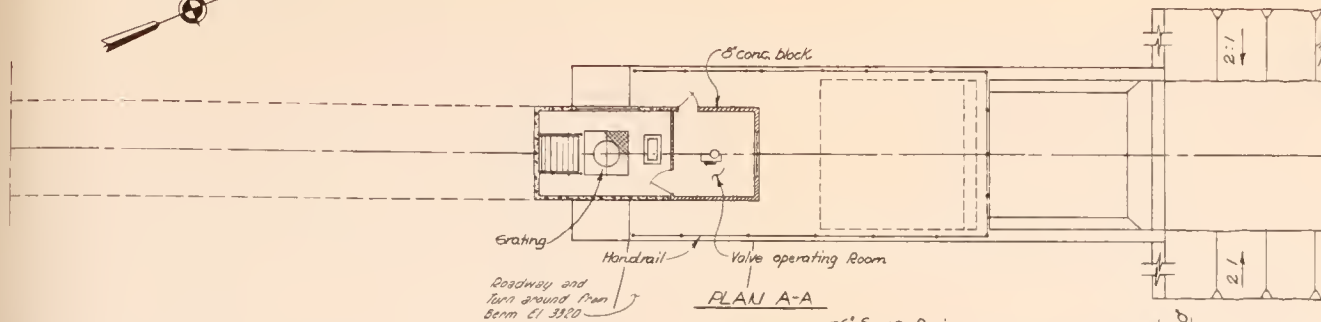 8" conc. block
2:1
Grating
Handrail
Valve operating Room
Roadway and
Turn around from
Berm El 3320
PLAN A-A
2:1